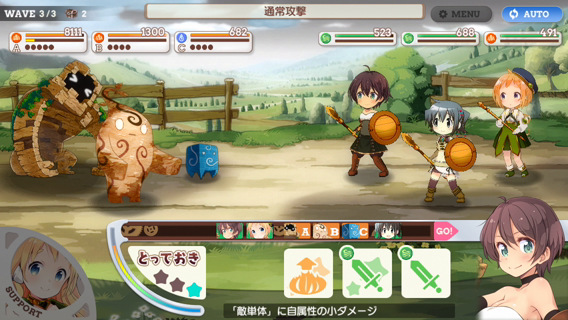 WAVE 3/3 2
通常攻撃
MENU
AUTO
8111
1300
682
523
688
491
A
B
C
A B C
GO!
とっておき
SUPPORT
「敵単体」に自属性の小ダメージ